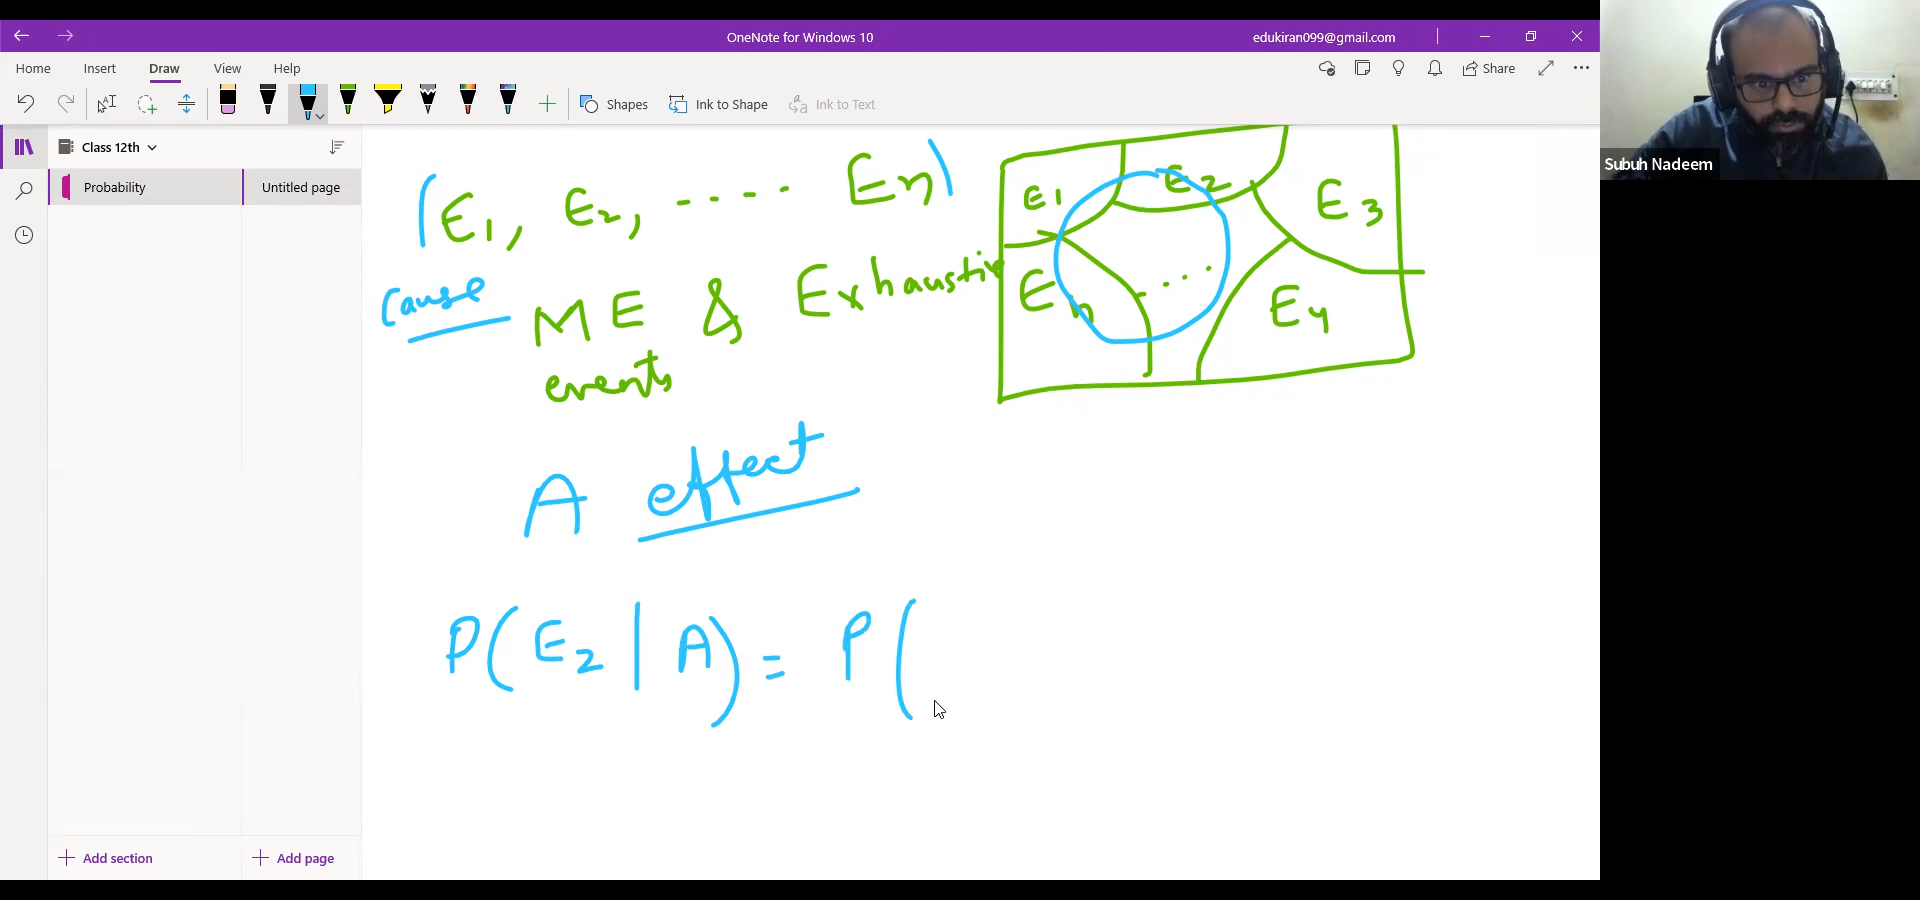 OneNote for Windows 10
edukiran099@gmail.com
Home Insert Draw View Help
Share
Shapes Ink to Shape Ink to Text
Class 12th
Probability
Untitled page
(E1, E2, ---- En)
cause
ME & Exhaustive
events
E1 E2 E3
En ... E4
A effect
P(E2 | A) = P(
Add section
Add page
Subuh Nadeem